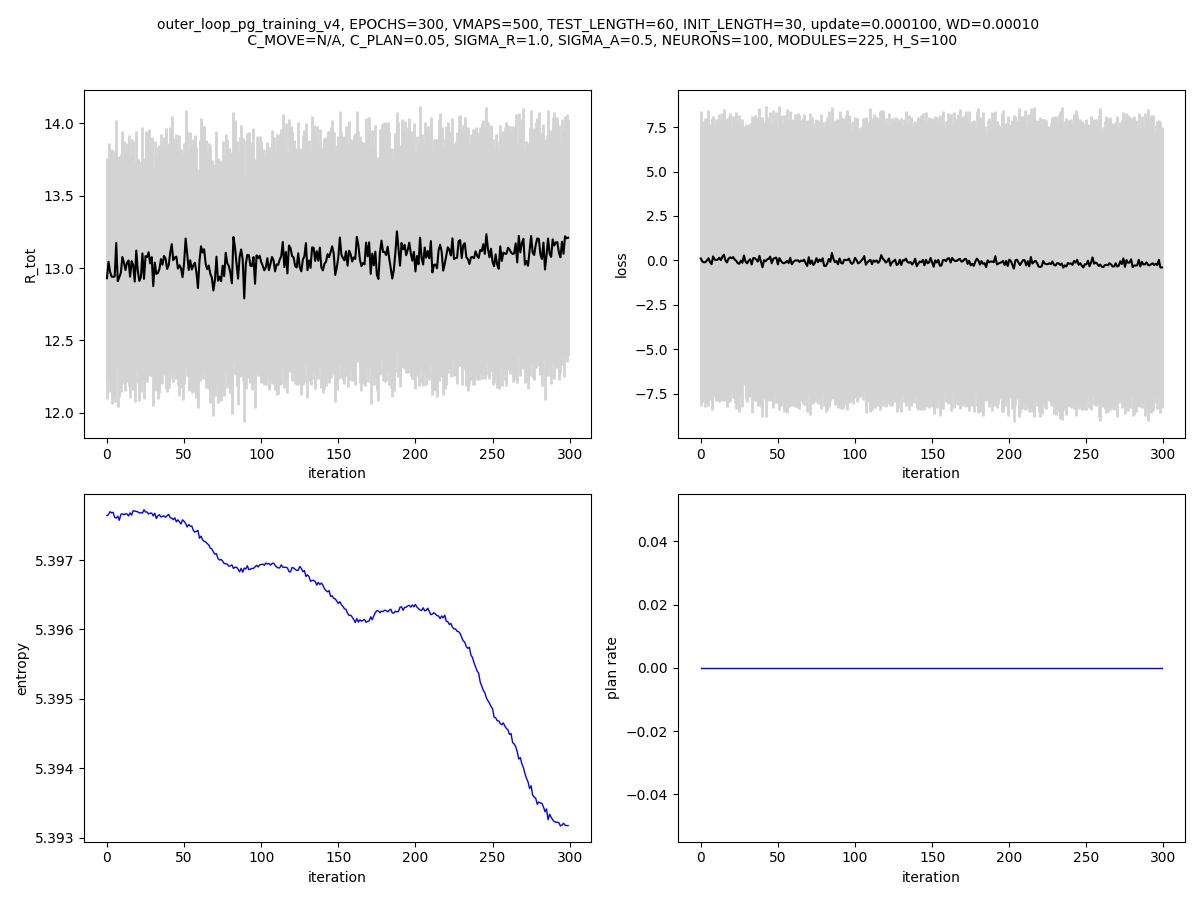 outer_loop_pg_training_v4, EPOCHS=300, VMAPS=500, TEST_LENGTH=60, INIT_LENGTH=30, update=0.000100, WD=0.00010
C_MOVE=N/A, C_PLAN=0.05, SIGMA_R=1.0, SIGMA_A=0.5, NEURONS=100, MODULES=225, H_S=100
14.0
13.5
13.0
12.5
12.0
R_tot
0 50 100 150 200 250 300
iteration
7.5
5.0
2.5
0.0
−2.5
−5.0
−7.5
loss
0 50 100 150 200 250 300
iteration
5.397
5.396
5.395
5.394
5.393
entropy
0 50 100 150 200 250 300
iteration
0.04
0.02
0.00
−0.02
−0.04
plan rate
0 50 100 150 200 250 300
iteration